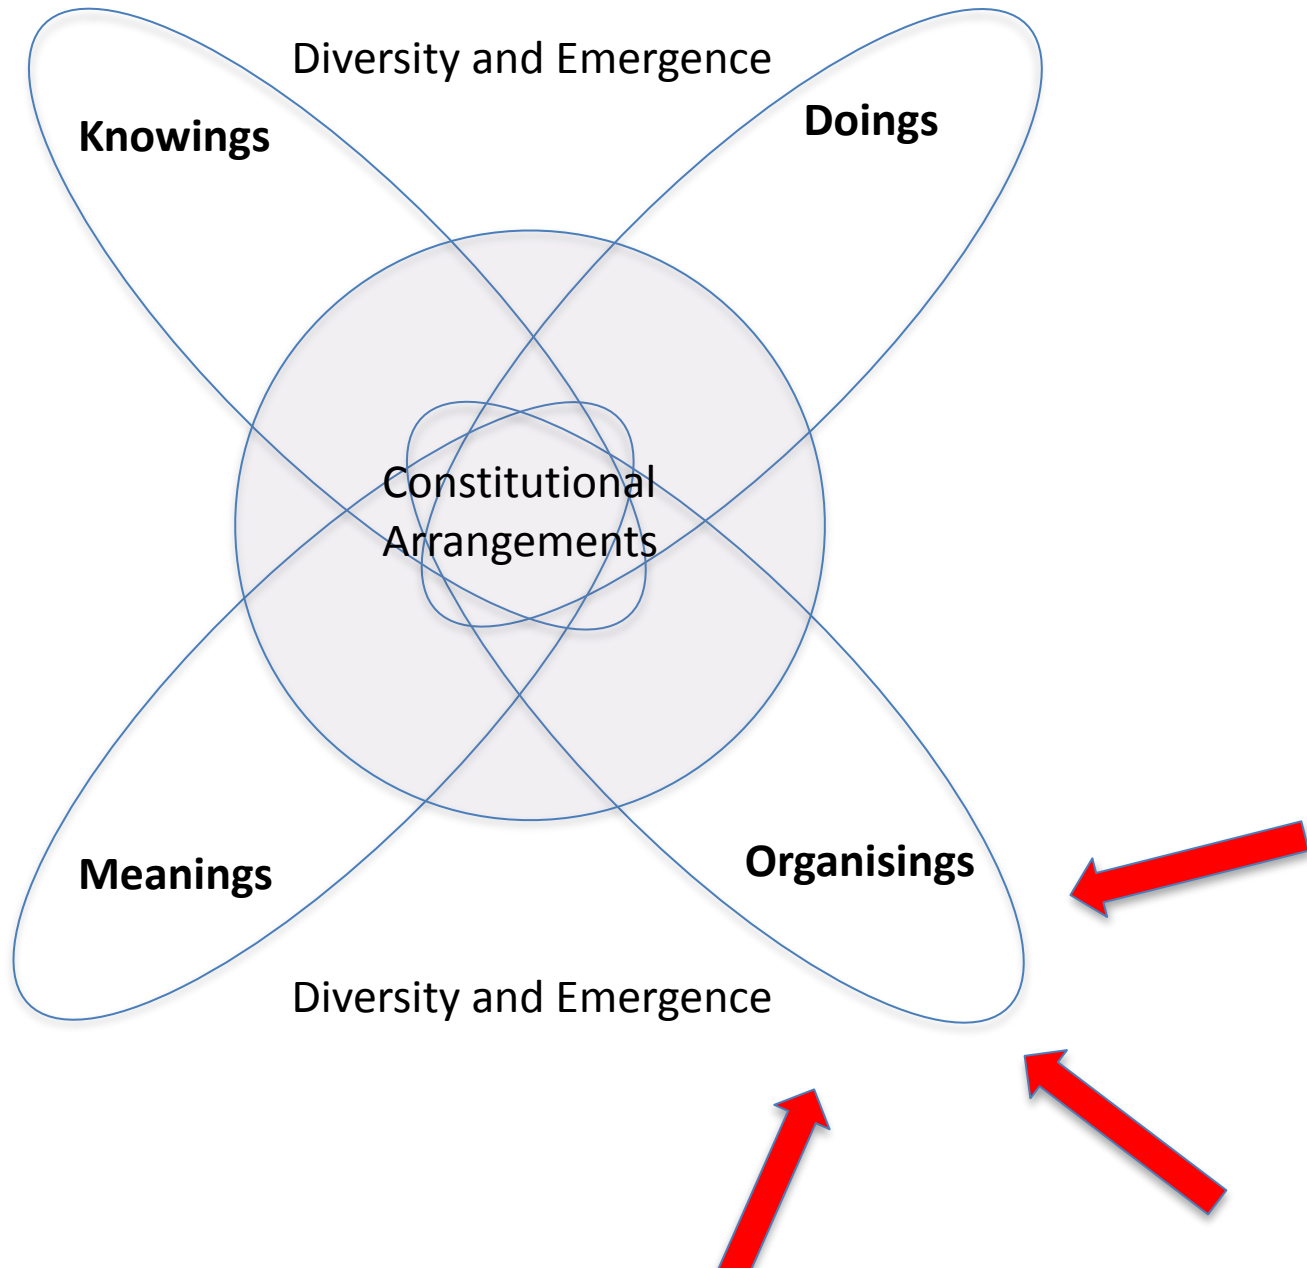 Diversity and Emergence
Knowings
Doings
Constitutional
Arrangements
Meanings
Organisings
Diversity and Emergence